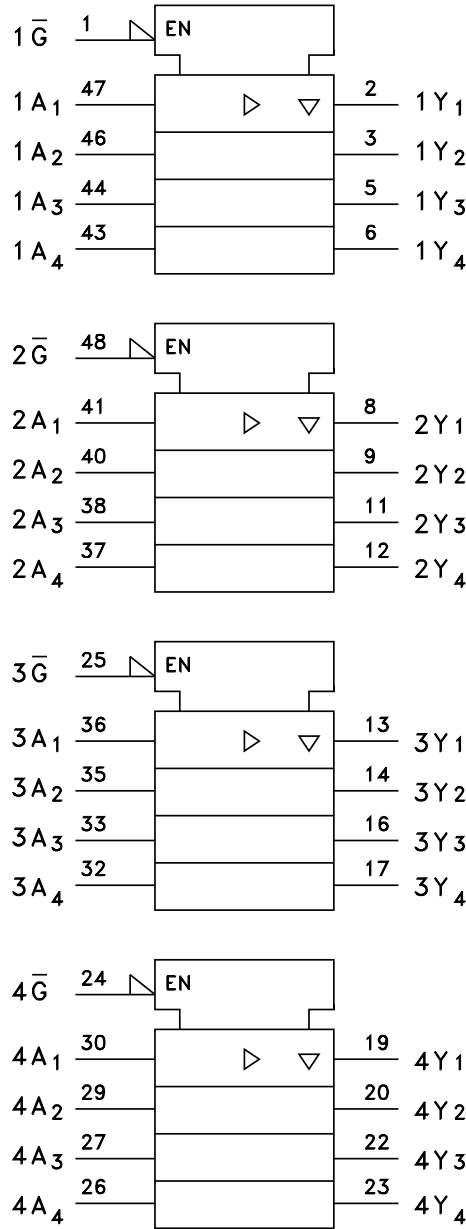 1G̅ 1 EN
1A₁ 47 2 1Y₁
1A₂ 46 3 1Y₂
1A₃ 44 5 1Y₃
1A₄ 43 6 1Y₄
2G̅ 48 EN
2A₁ 41 8 2Y₁
2A₂ 40 9 2Y₂
2A₃ 38 11 2Y₃
2A₄ 37 12 2Y₄
3G̅ 25 EN
3A₁ 36 13 3Y₁
3A₂ 35 14 3Y₂
3A₃ 33 16 3Y₃
3A₄ 32 17 3Y₄
4G̅ 24 EN
4A₁ 30 19 4Y₁
4A₂ 29 20 4Y₂
4A₃ 27 22 4Y₃
4A₄ 26 23 4Y₄